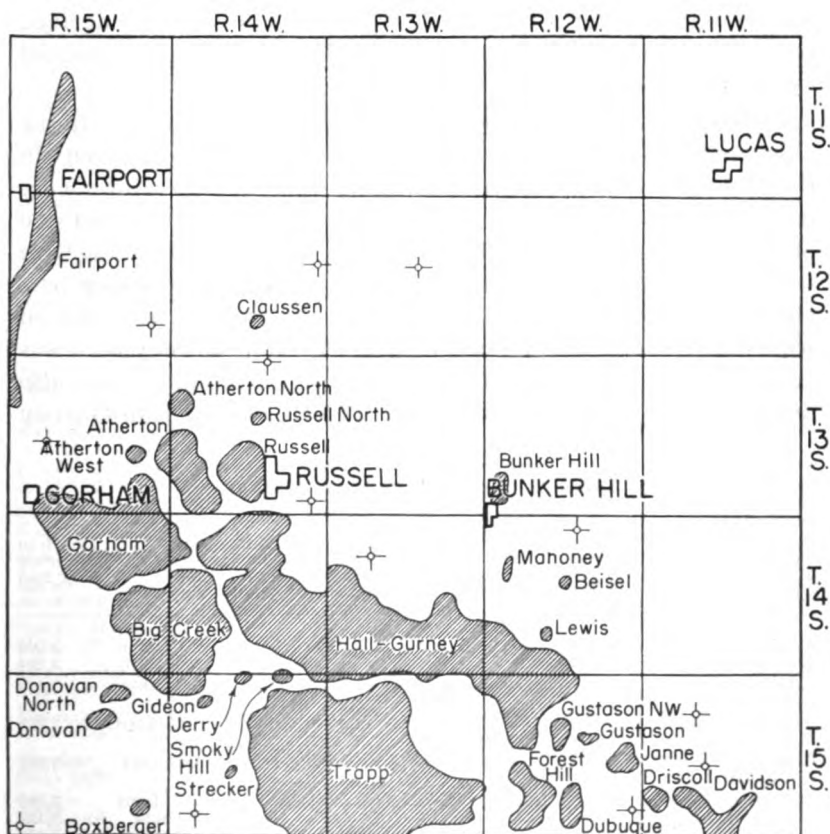 R.15W. R.14W. R.13W. R.12W. R.11W.
T.
11
S.
LUCAS
FAIRPORT
Fairport
T.
12
S.
Claussen
Atherton North
Russell North
Atherton
Russell
T.
13
S.
Atherton
West
Bunker Hill
RUSSELL
GORHAM
BUNKER HILL
Gorham
Mahoney
Beisel
T.
14
S.
Big Creek
Hall-Gurney
Lewis
Donovan
North
Gideon
Jerry
Donovan
Smoky
Hill
Strecker
Boxberger
Trapp
Gustason NW
Gustason
Janne
Forest
Hill
Driscoll
Davidson
Dubuque
T.
15
S.